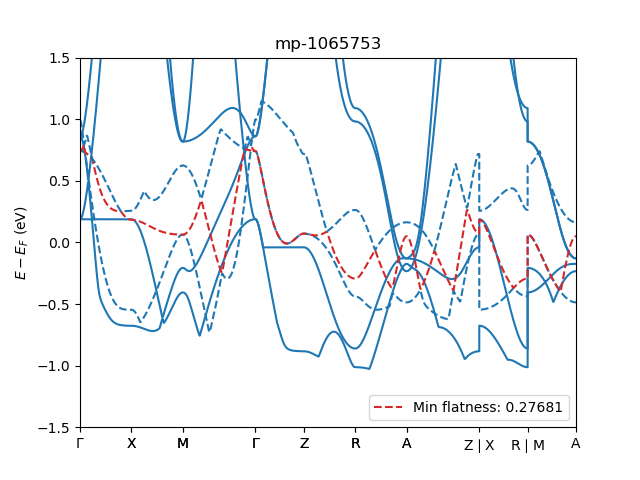 mp-1065753
1.5
1.0
0.5
0.0
−0.5
−1.0
−1.5
E − E_F (eV)
Min flatness: 0.27681
Γ X M Γ Z R A Z | X R | M A